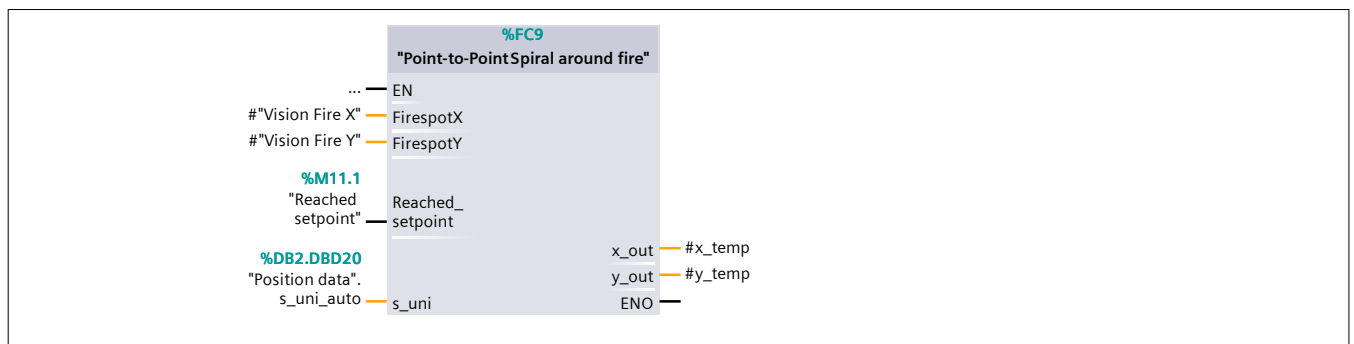 %FC9
"Point-to-Point Spiral around fire"
... EN
#"Vision Fire X" FirespotX
#"Vision Fire Y" FirespotY
%M11.1
"Reached
setpoint"
Reached_
setpoint
x_out #x_temp
%DB2.DBD20
"Position data".
s_uni_auto
y_out #y_temp
s_uni
ENO